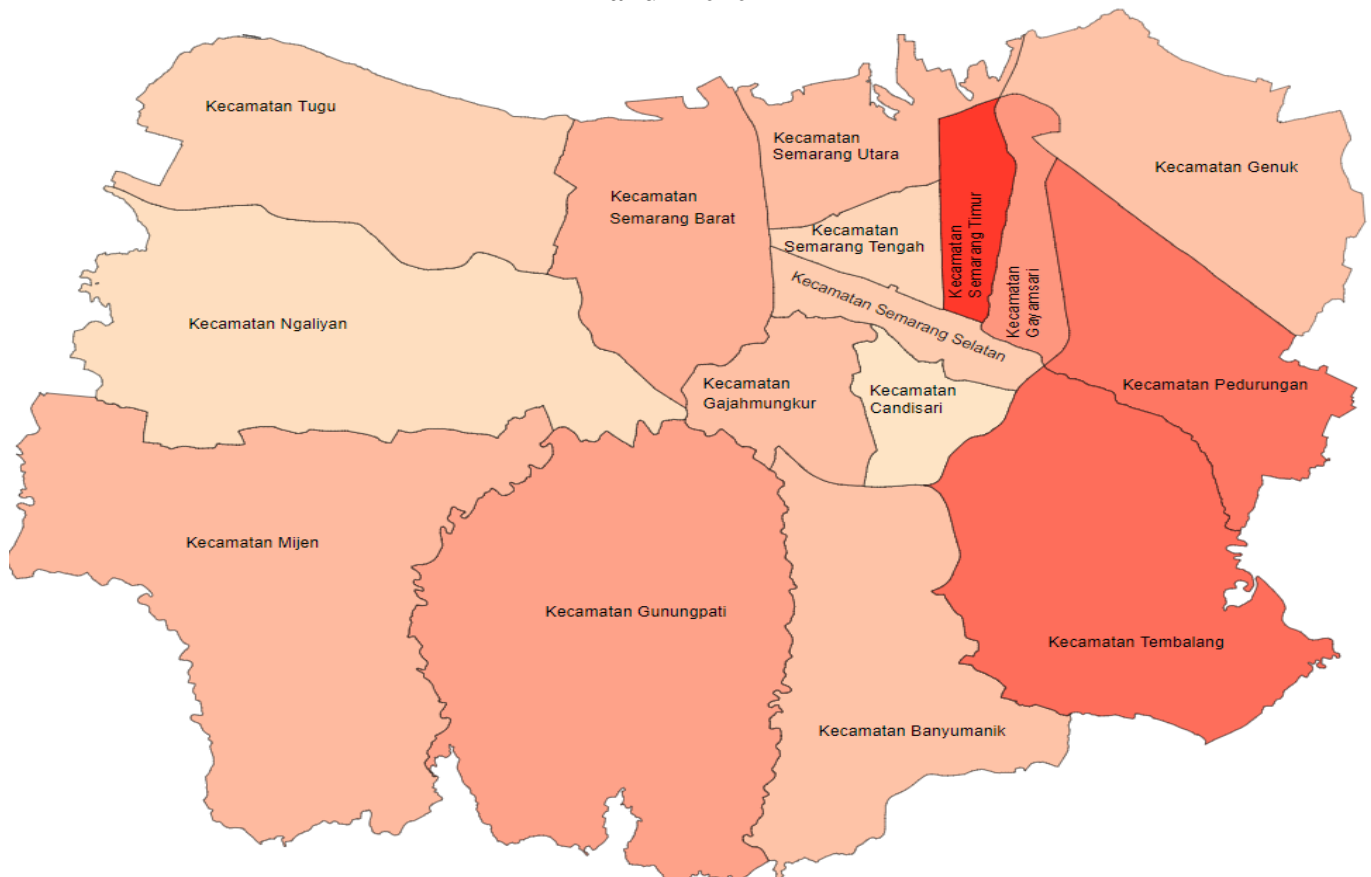 Kecamatan Tugu
Kecamatan
Semarang Utara
Kecamatan Genuk
Kecamatan
Semarang Barat
Kecamatan
Semarang Tengah
Kecamatan
Semarang Timur
Kecamatan
Gayamsari
Kecamatan Ngaliyan
Kecamatan Semarang Selatan
Kecamatan
Gajahmungkur
Kecamatan
Candisari
Kecamatan Pedurungan
Kecamatan Mijen
Kecamatan Gunungpati
Kecamatan Tembalang
Kecamatan Banyumanik